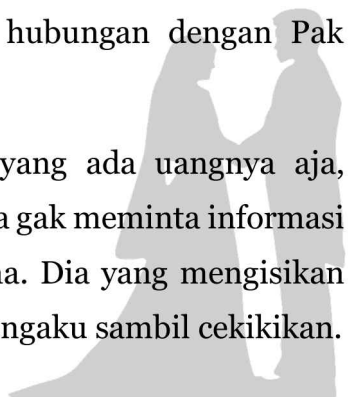 hubungan dengan Pak
yang ada uangnya aja,
a gak meminta informasi
na. Dia yang mengisikan
ngaku sambil cekikikan.